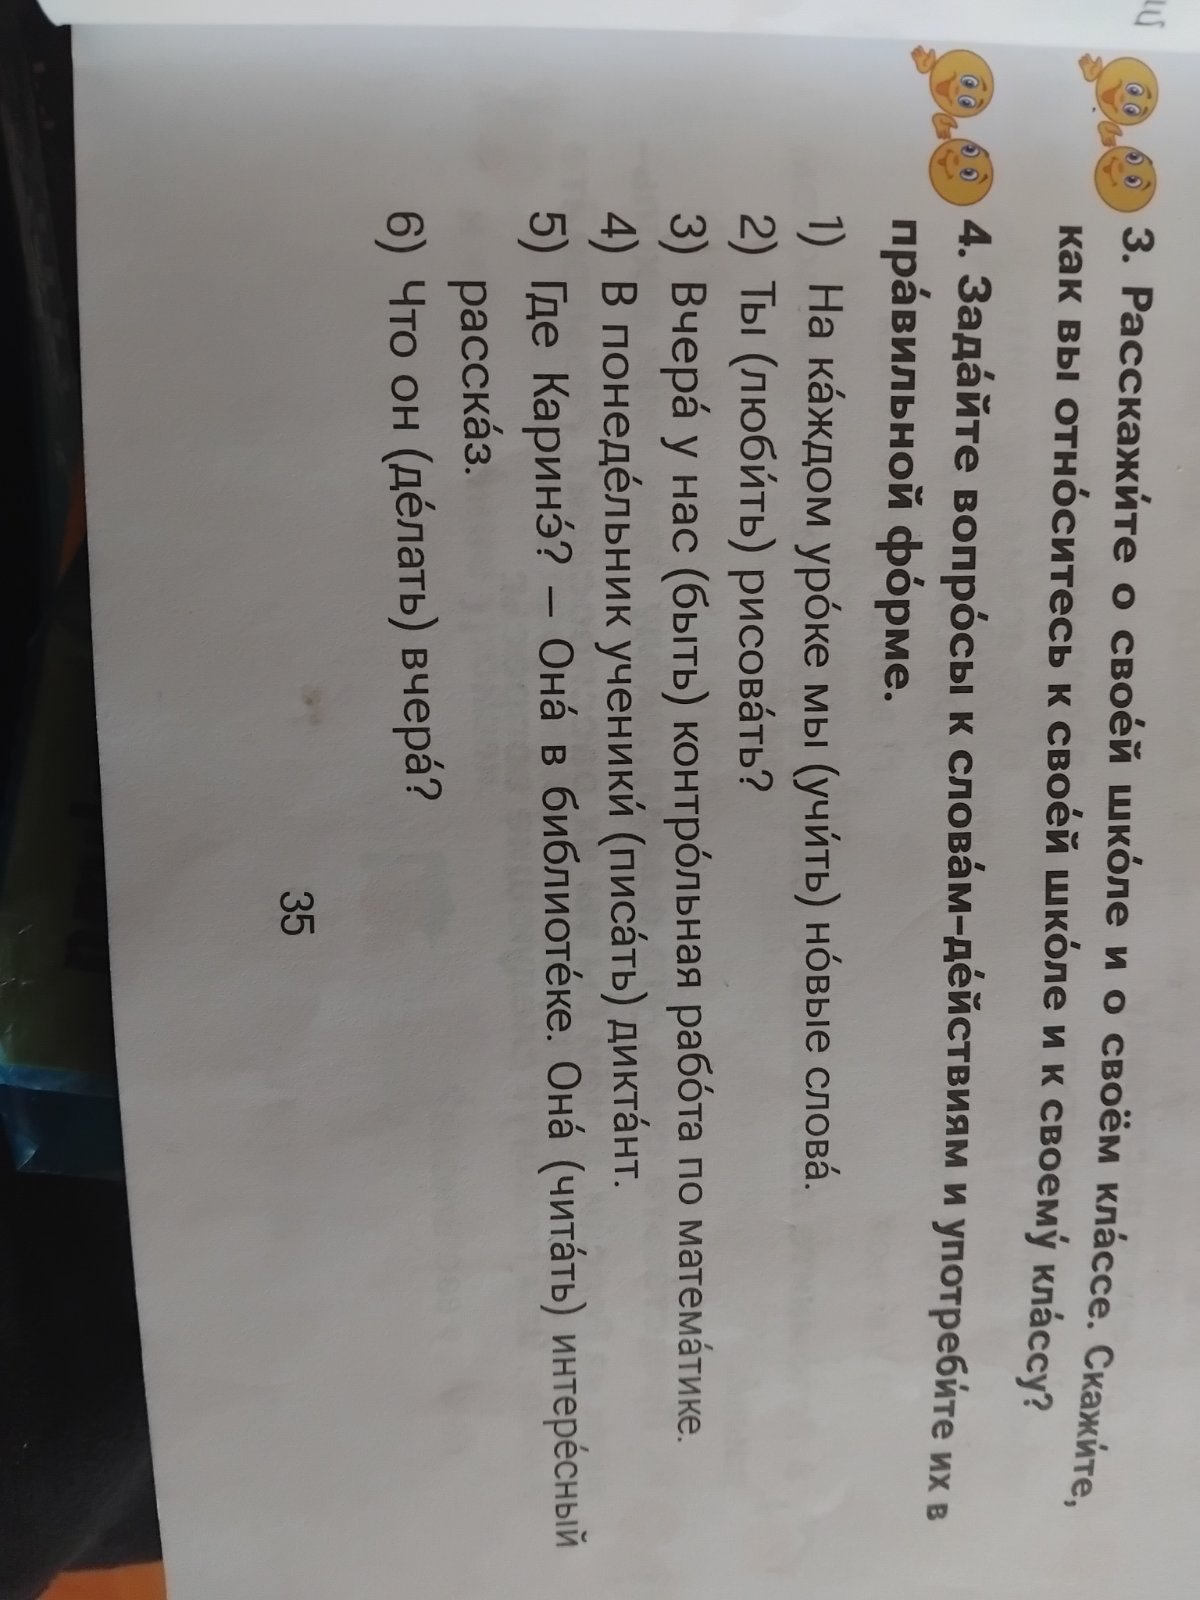 3. Расскажи́те о свое́й шко́ле и о своём кла́ссе. Скажи́те,
как вы отно́ситесь к свое́й шко́ле и к своему́ кла́ссу?
4. Зада́йте вопро́сы к слова́м–де́йствиям и употреби́те их в
пра́вильной фо́рме.
1) На ка́ждом уро́ке мы (учи́ть) но́вые слова́.
2) Ты (люби́ть) рисова́ть?
3) Вчера́ у нас (быть) контро́льная рабо́та по матема́тике.
4) В понеде́льник ученики́ (писа́ть) дикта́нт.
5) Где Каринэ́? — Она́ в библиоте́ке. Она́ (чита́ть) интере́сный
расска́з.
6) Что он (де́лать) вчера́?
35